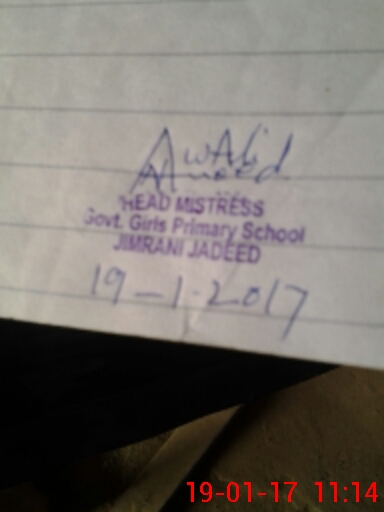 HEAD MISTRESS
Govt. Girls Primary School
JIMRANI JADEED
19-1-2017
19-01-17 11:14